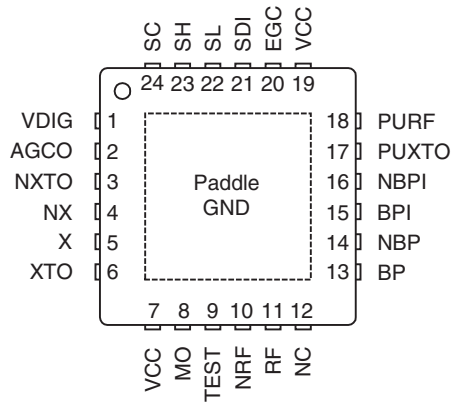 SC SH SL SDI EGC VCC
24 23 22 21 20 19
VDIG 1 18 PURF
AGCO 2 17 PUXTO
NXTO 3 Paddle 16 NBPI
GND
NX 4 15 BPI
X 5 14 NBP
XTO 6 13 BP
7 8 9 10 11 12
VCC MO TEST NRF RF NC